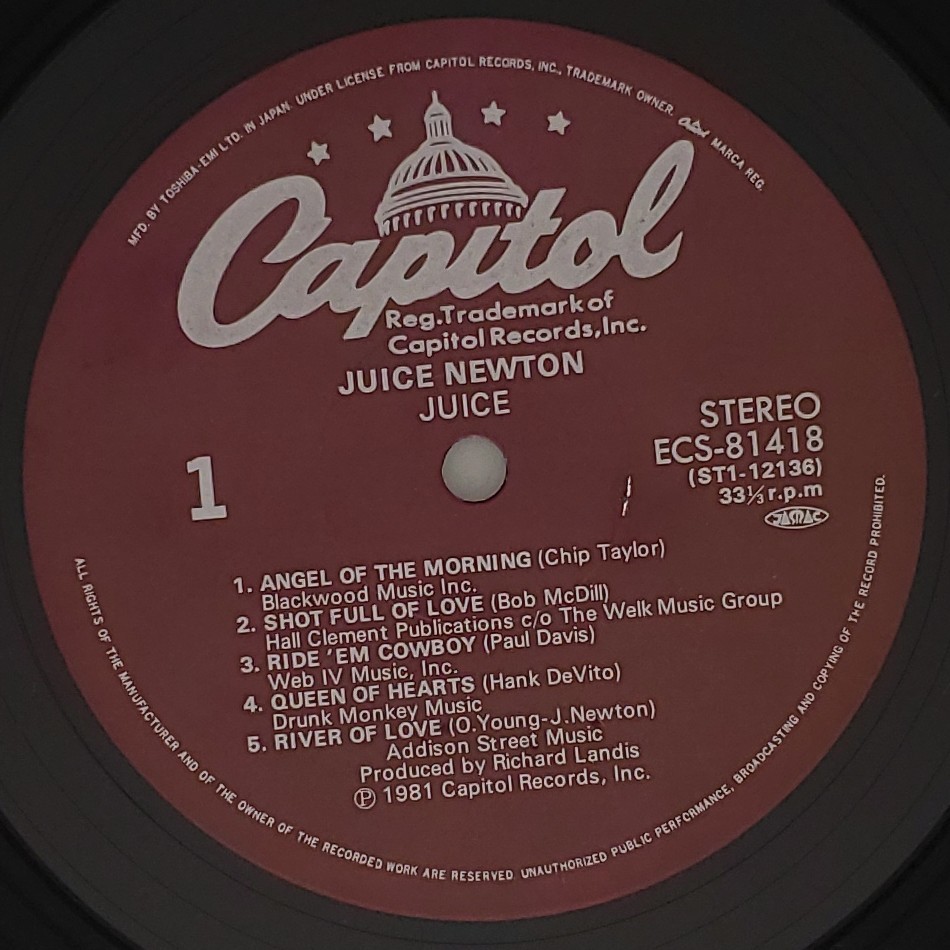 MFD. BY TOSHIBA-EMI LTD. IN JAPAN. UNDER LICENSE FROM CAPITOL RECORDS, INC., TRADEMARK OWNER. MARCA REG.
Capitol
Reg.Trademark of
Capitol Records,Inc.
JUICE NEWTON
JUICE
STEREO
ECS-81418
(ST1-12136)
33⅓ r.p.m
JASRAC
1
1. ANGEL OF THE MORNING (Chip Taylor)
Blackwood Music Inc.
2. SHOT FULL OF LOVE (Bob McDill)
Hall Clement Publications c/o The Welk Music Group
3. RIDE 'EM COWBOY (Paul Davis)
Web IV Music, Inc.
4. QUEEN OF HEARTS (Hank DeVito)
Drunk Monkey Music
5. RIVER OF LOVE (O.Young-J.Newton)
Addison Street Music
Produced by Richard Landis
Ⓟ 1981 Capitol Records, Inc.
ALL RIGHTS OF THE MANUFACTURER AND OF THE OWNER OF THE RECORDED WORK ARE RESERVED. UNAUTHORIZED PUBLIC PERFORMANCE, BROADCASTING AND COPYING OF THE RECORD PROHIBITED.